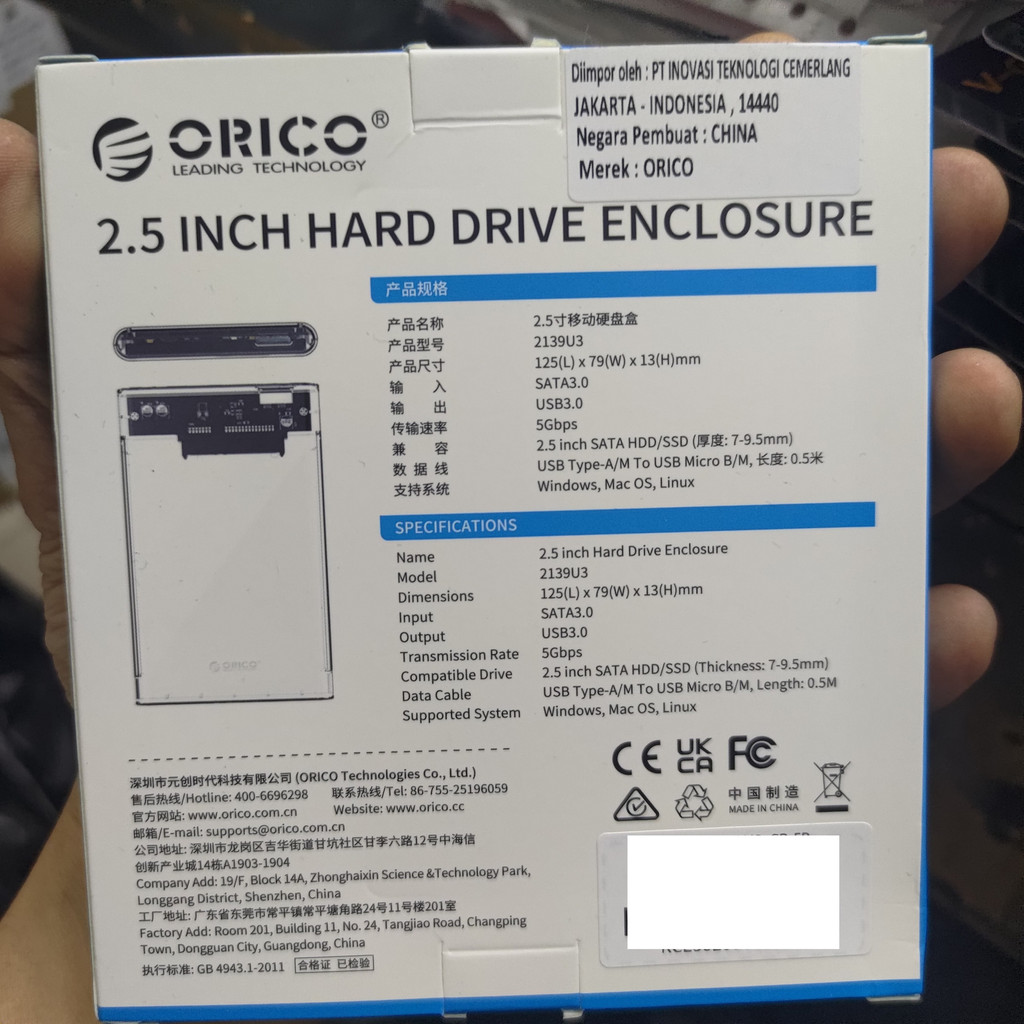 Diimpor oleh : PT INOVASI TEKNOLOGI CEMERLANG
JAKARTA - INDONESIA , 14440
Negara Pembuat : CHINA
Merek : ORICO
ORICO®
LEADING TECHNOLOGY
2.5 INCH HARD DRIVE ENCLOSURE
产品规格
产品名称 2.5寸移动硬盘盒
产品型号 2139U3
产品尺寸 125(L) x 79(W) x 13(H)mm
输 入 SATA3.0
输 出 USB3.0
传输速率 5Gbps
兼 容 2.5 inch SATA HDD/SSD (厚度: 7-9.5mm)
数 据 线 USB Type-A/M To USB Micro B/M, 长度: 0.5米
支持系统 Windows, Mac OS, Linux
SPECIFICATIONS
Name 2.5 inch Hard Drive Enclosure
Model 2139U3
Dimensions 125(L) x 79(W) x 13(H)mm
Input SATA3.0
Output USB3.0
Transmission Rate 5Gbps
Compatible Drive 2.5 inch SATA HDD/SSD (Thickness: 7-9.5mm)
Data Cable USB Type-A/M To USB Micro B/M, Length: 0.5M
Supported System Windows, Mac OS, Linux
ORICO
深圳市元创时代科技有限公司 (ORICO Technologies Co., Ltd.)
售后热线/Hotline: 400-6696298 联系热线/Tel: 86-755-25196059
官方网站: www.orico.com.cn Website: www.orico.cc
邮箱/E-mail: supports@orico.com.cn
公司地址: 深圳市龙岗区吉华街道甘坑社区甘李六路12号中海信
创新产业城14栋A1903-1904
Company Add: 19/F, Block 14A, Zhonghaixin Science &Technology Park,
Longgang District, Shenzhen, China
工厂地址: 广东省东莞市常平镇常平塘角路24号11号楼201室
Factory Add: Room 201, Building 11, No. 24, Tangjiao Road, Changping
Town, Dongguan City, Guangdong, China
执行标准: GB 4943.1-2011 合格证 已检验
CE UK CA FC
中国制造
MADE IN CHINA